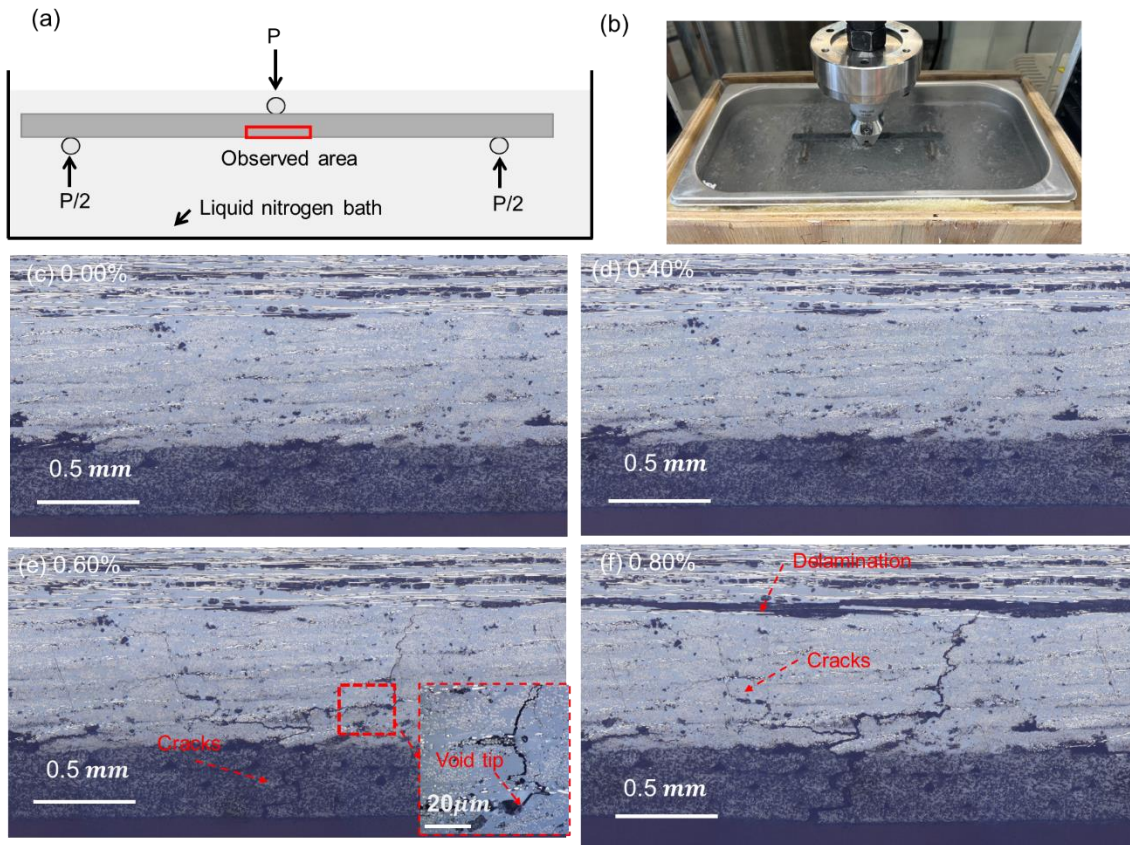 (a)
P
Observed area
P/2
P/2
Liquid nitrogen bath
(b)
(c) 0.00%
0.5 mm
(d) 0.40%
0.5 mm
(e) 0.60%
Cracks
0.5 mm
Void tip
20μm
(f) 0.80%
Delamination
Cracks
0.5 mm